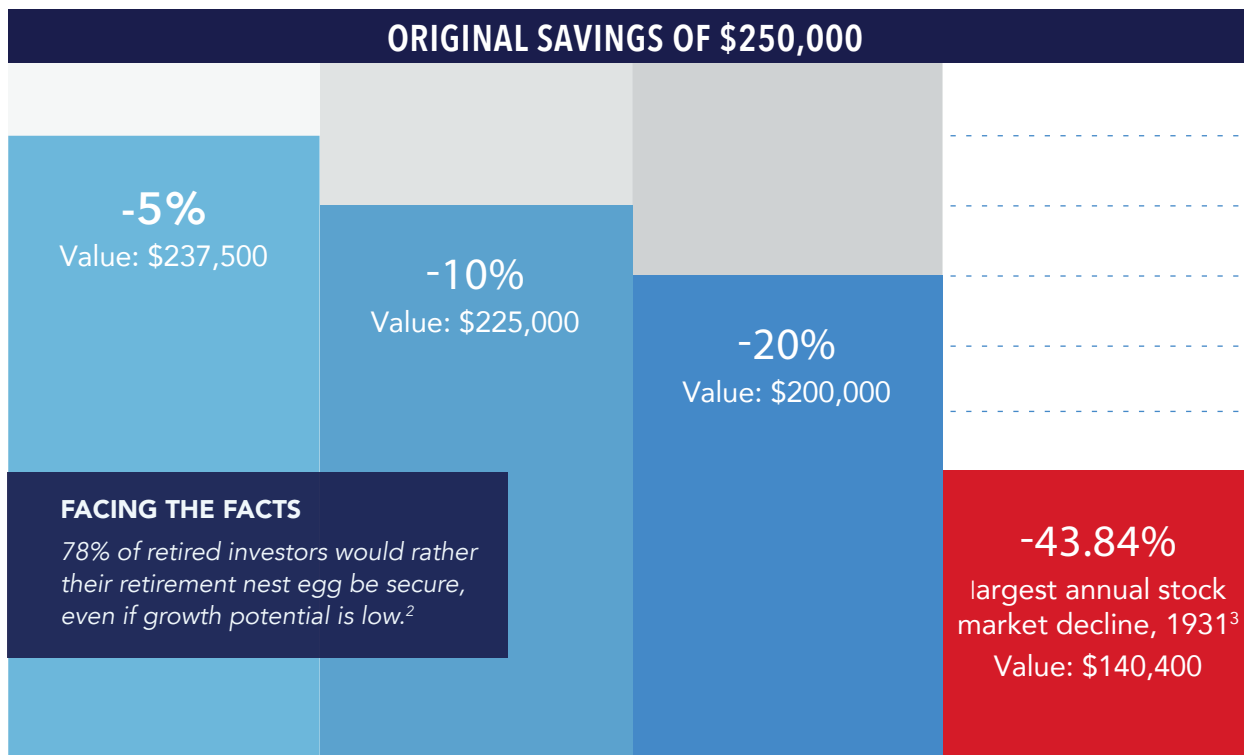 ORIGINAL SAVINGS OF $250,000
-5%
Value: $237,500
-10%
Value: $225,000
-20%
Value: $200,000
FACING THE FACTS
78% of retired investors would rather
their retirement nest egg be secure,
even if growth potential is low.²
-43.84%
largest annual stock
market decline, 1931³
Value: $140,400